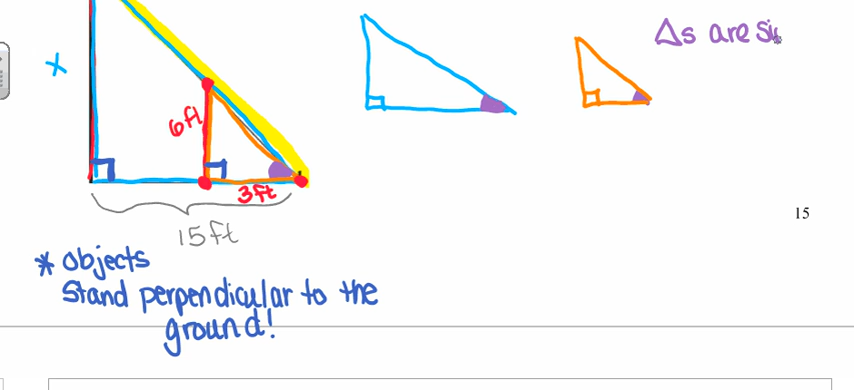 Δs are Si
x
6ft
3ft
15ft
15
* Objects
Stand perpendicular to the
ground!